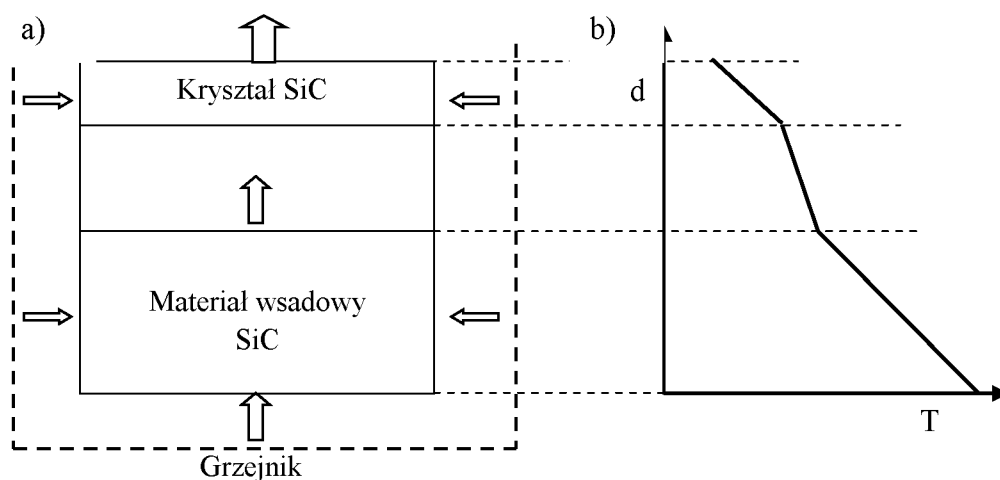 a)
Kryształ SiC
Materiał wsadowy
SiC
Grzejnik
b)
d
T